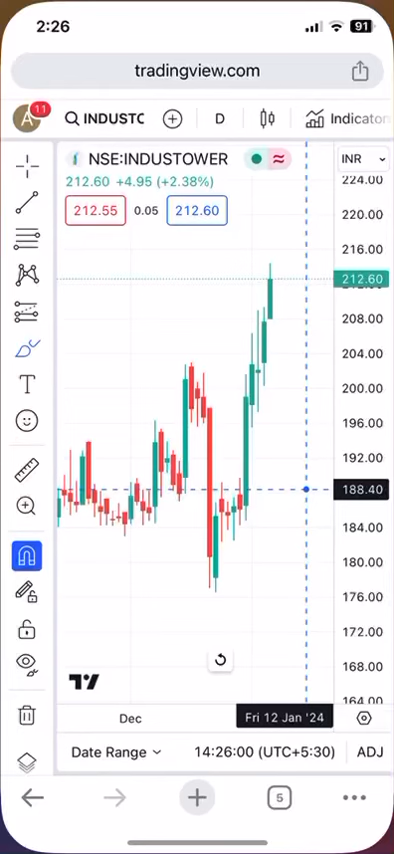 2:26
91
tradingview.com
A
11
INDUSTC
D
Indicator
NSE:INDUSTOWER
INR
212.60 +4.95 (+2.38%)
212.55
0.05
212.60
224.00
220.00
216.00
212.60
208.00
204.00
200.00
196.00
192.00
188.40
184.00
180.00
176.00
172.00
168.00
164.00
T
Dec
Fri 12 Jan '24
Date Range
14:26:00 (UTC+5:30)
ADJ
5